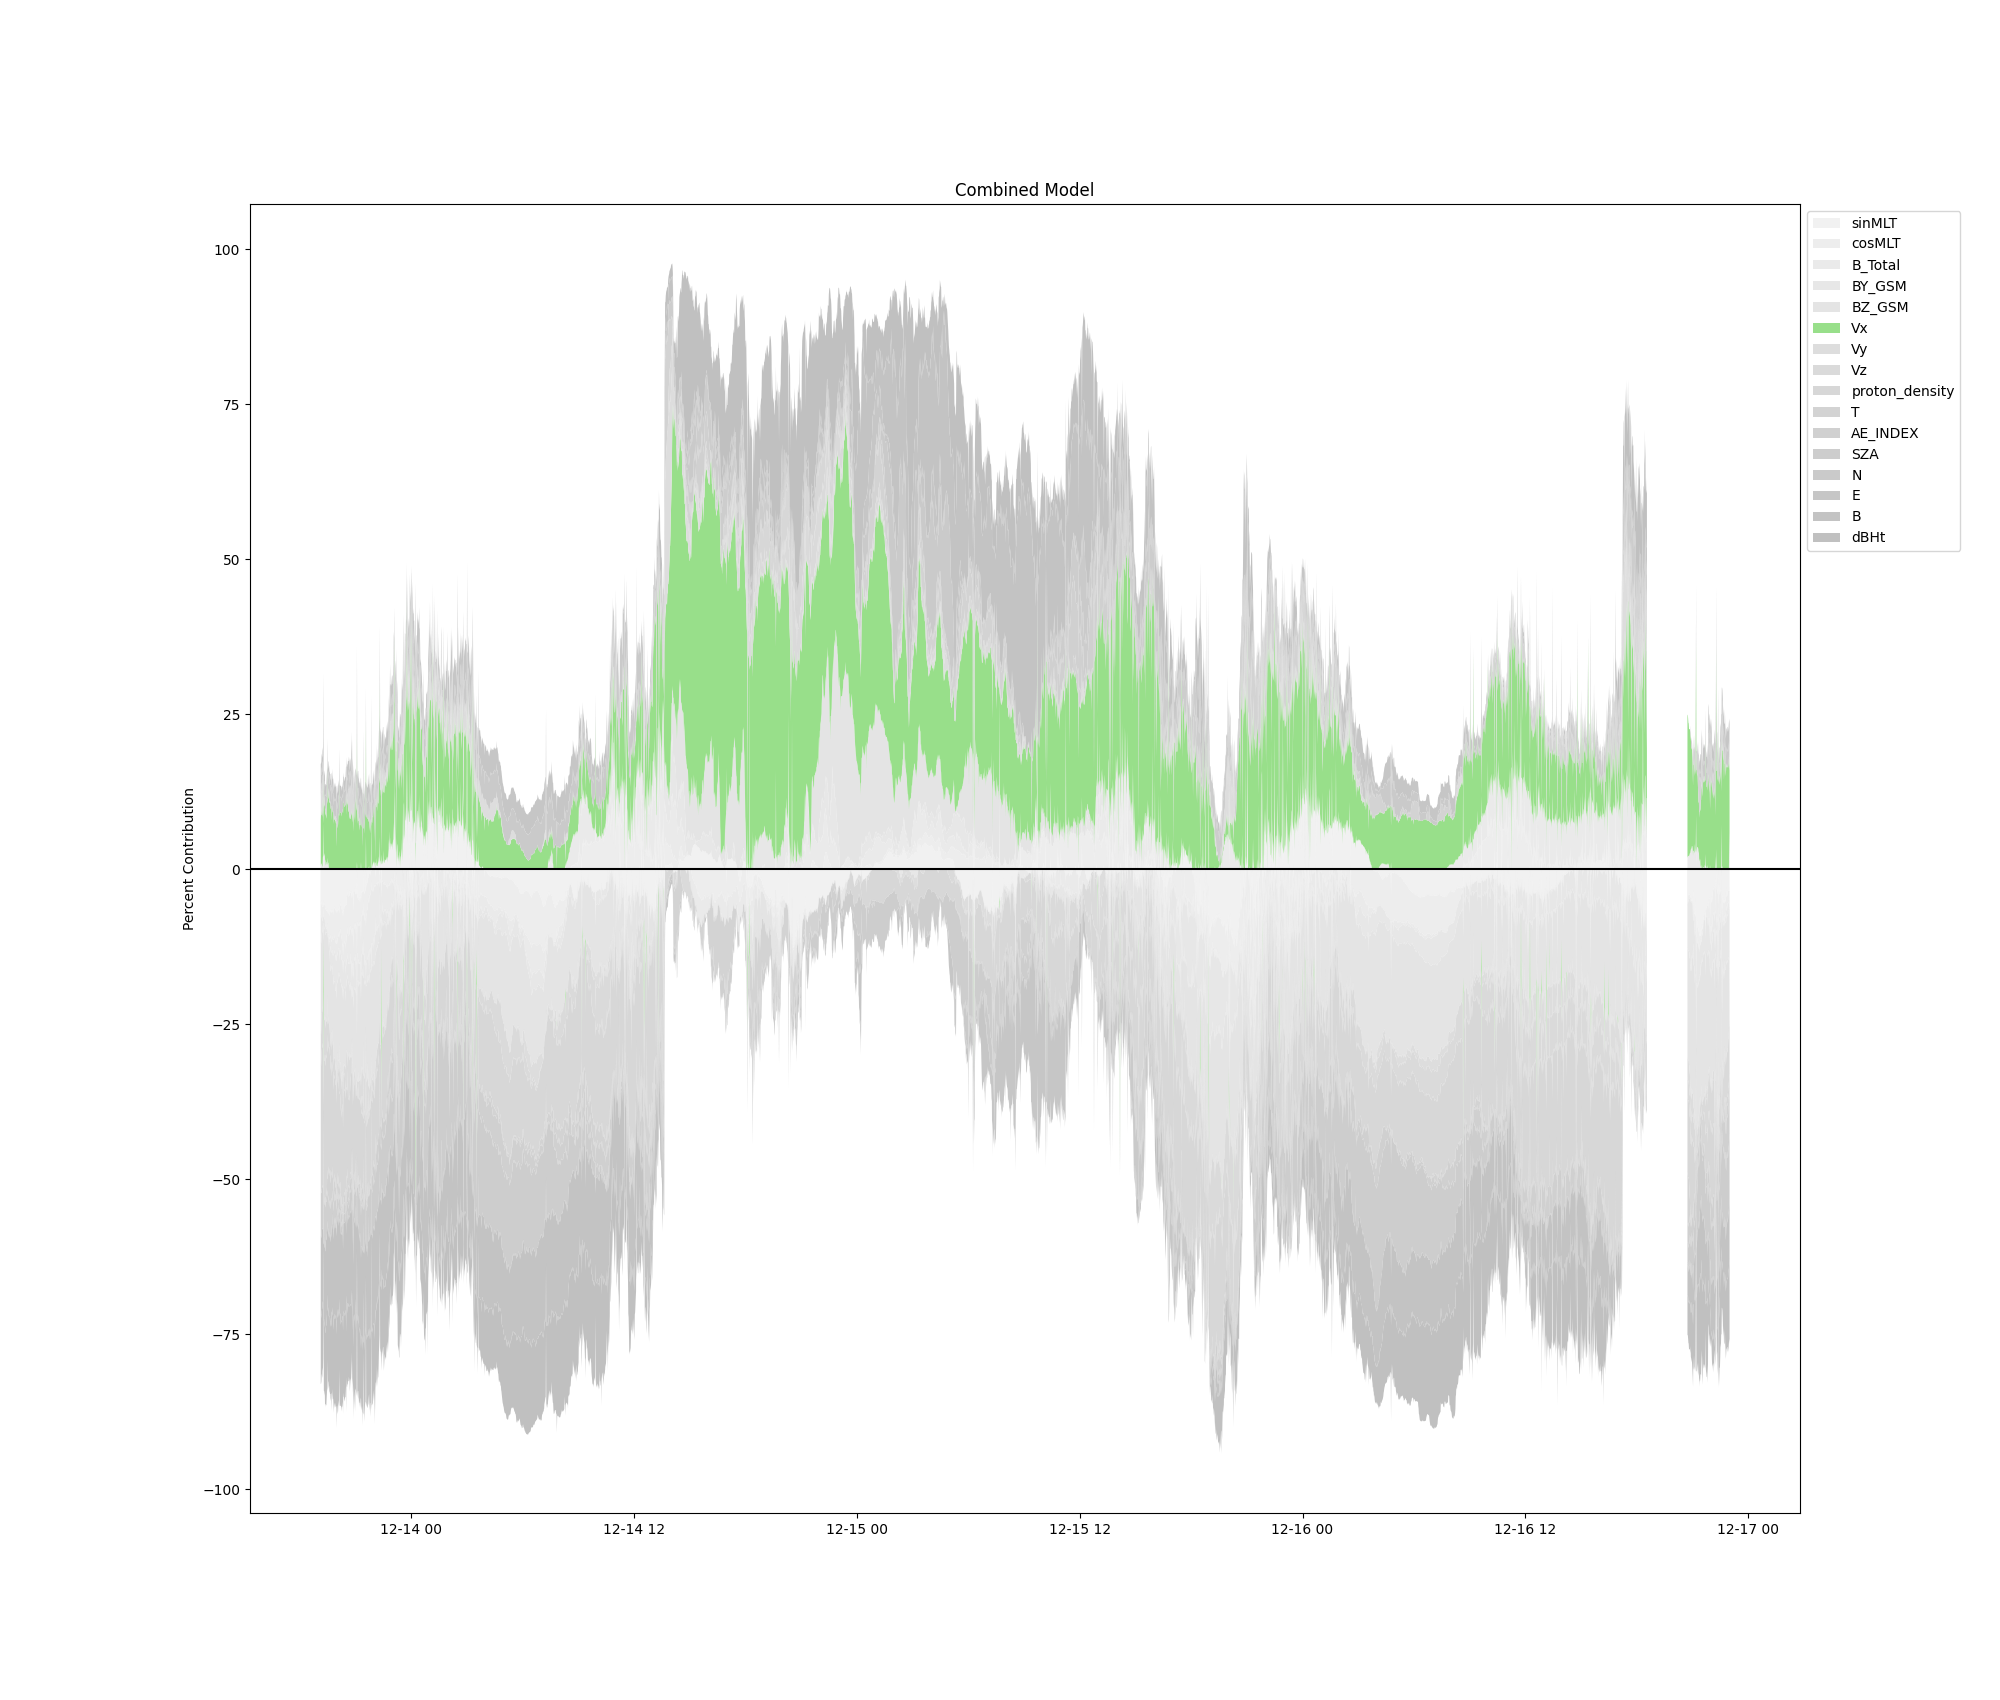 Combined Model
100
75
50
25
0
−25
−50
−75
−100
Percent Contribution
12-14 00
12-14 12
12-15 00
12-15 12
12-16 00
12-16 12
12-17 00
sinMLT
cosMLT
B_Total
BY_GSM
BZ_GSM
Vx
Vy
Vz
proton_density
T
AE_INDEX
SZA
N
E
B
dBHt